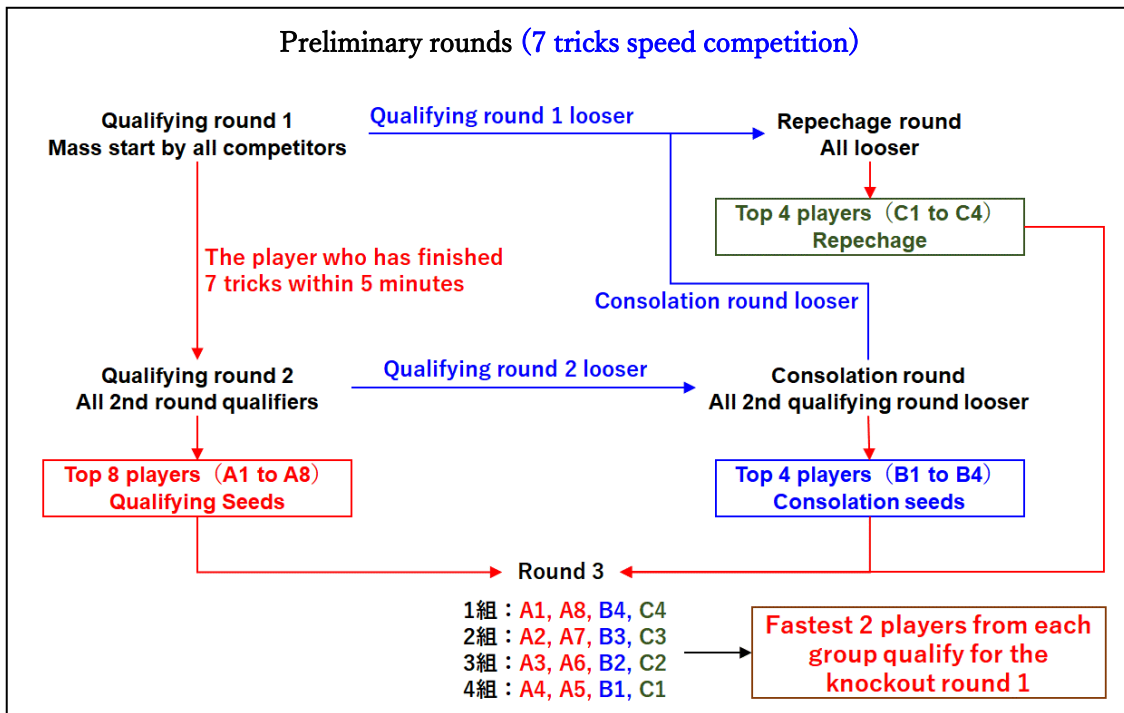 Preliminary rounds (7 tricks speed competition)
Qualifying round 1
Mass start by all competitors
Qualifying round 1 looser
Repechage round
All looser
Top 4 players（C1 to C4）
Repechage
The player who has finished
7 tricks within 5 minutes
Consolation round looser
Qualifying round 2
All 2nd round qualifiers
Qualifying round 2 looser
Consolation round
All 2nd qualifying round looser
Top 8 players（A1 to A8）
Qualifying Seeds
Top 4 players（B1 to B4）
Consolation seeds
Round 3
1組：A1, A8, B4, C4
2組：A2, A7, B3, C3
3組：A3, A6, B2, C2
4組：A4, A5, B1, C1
Fastest 2 players from each
group qualify for the
knockout round 1